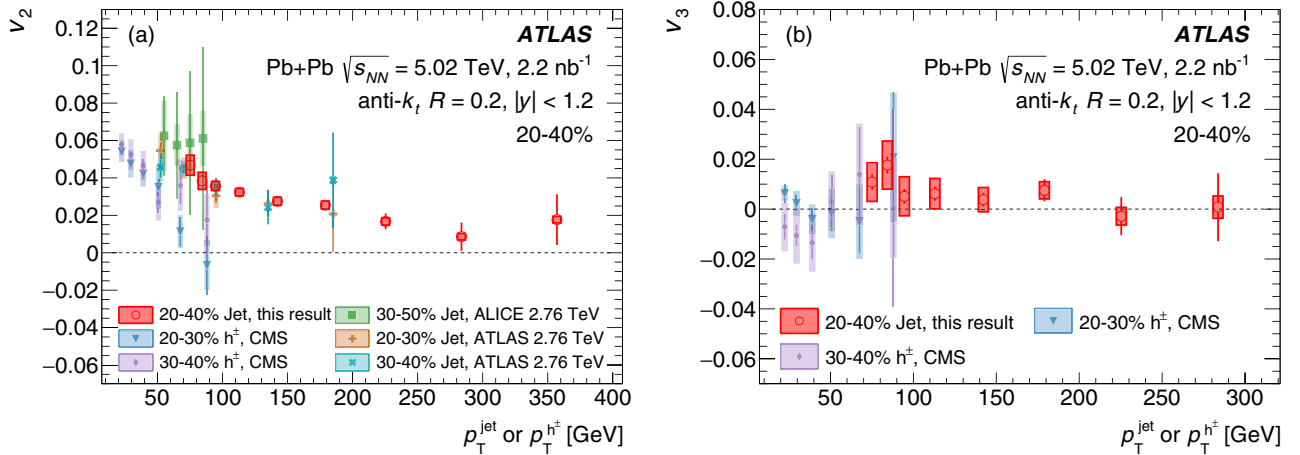 v2
(a)
ATLAS
Pb+Pb √sNN = 5.02 TeV, 2.2 nb-1
anti-kt R = 0.2, |y| < 1.2
20-40%
0.12
0.1
0.08
0.06
0.04
0.02
0
−0.02
−0.04
−0.06
20-40% Jet, this result
20-30% h±, CMS
30-40% h±, CMS
30-50% Jet, ALICE 2.76 TeV
20-30% Jet, ATLAS 2.76 TeV
30-40% Jet, ATLAS 2.76 TeV
50 100 150 200 250 300 350 400
pTjet or pTh± [GeV]
v3
(b)
ATLAS
Pb+Pb √sNN = 5.02 TeV, 2.2 nb-1
anti-kt R = 0.2, |y| < 1.2
20-40%
0.08
0.06
0.04
0.02
0
−0.02
−0.04
−0.06
20-40% Jet, this result
30-40% h±, CMS
20-30% h±, CMS
50 100 150 200 250 300
pTjet or pTh± [GeV]